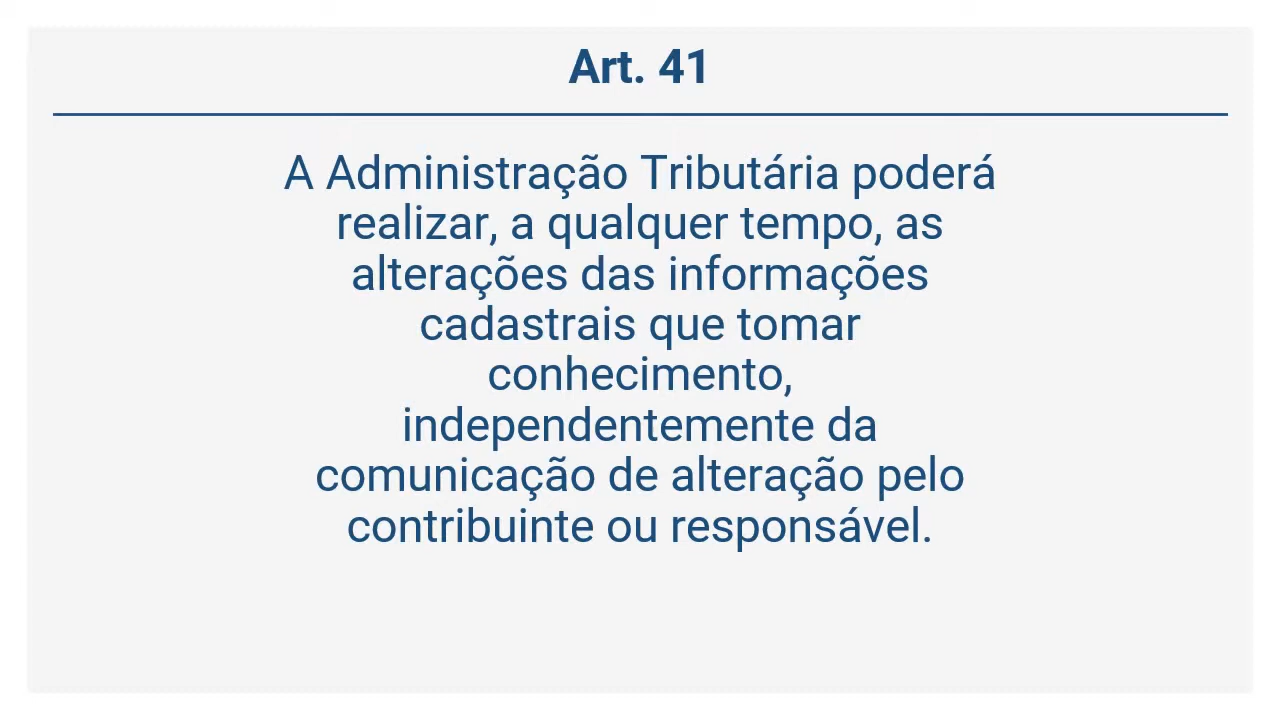 Art. 41
A Administração Tributária poderá
realizar, a qualquer tempo, as
alterações das informações
cadastrais que tomar
conhecimento,
independentemente da
comunicação de alteração pelo
contribuinte ou responsável.